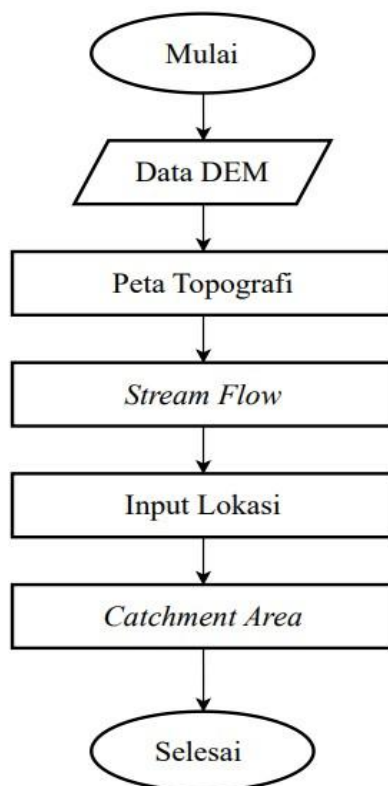 Mulai
Data DEM
Peta Topografi
Stream Flow
Input Lokasi
Catchment Area
Selesai